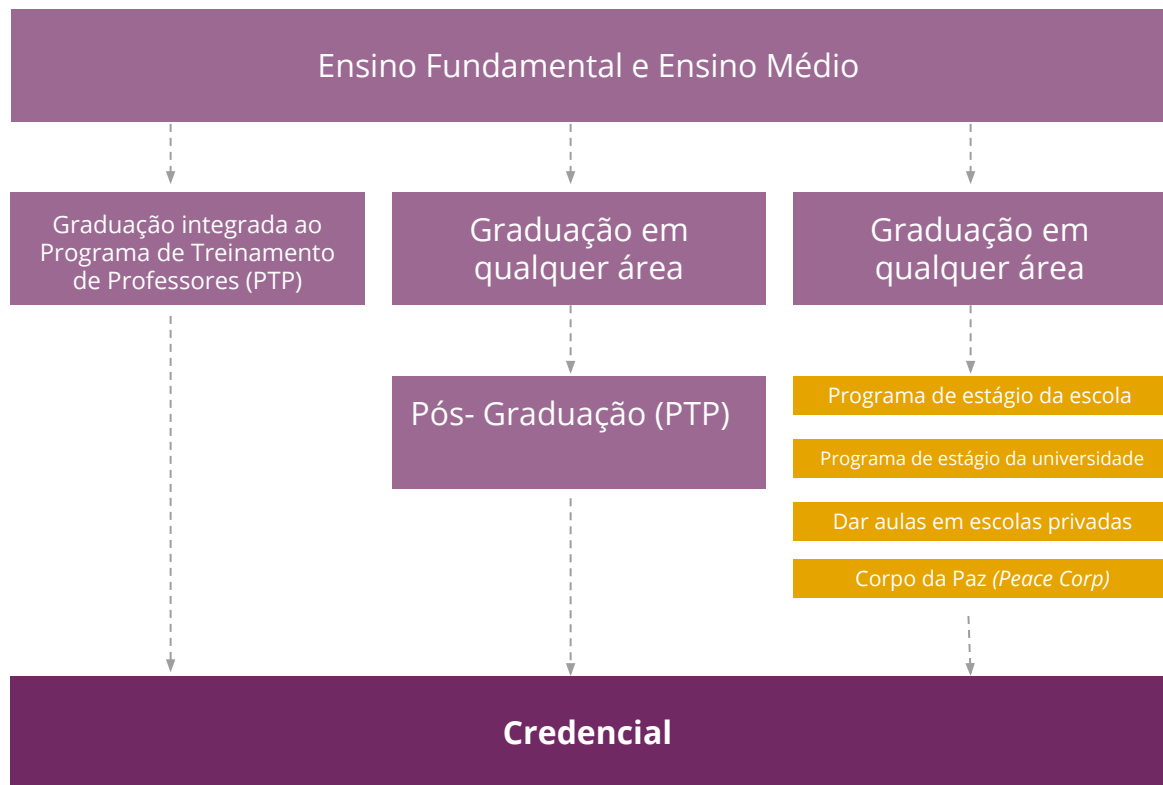 Ensino Fundamental e Ensino Médio
Graduação integrada ao
Programa de Treinamento
de Professores (PTP)
Graduação em
qualquer área
Graduação em
qualquer área
Pós- Graduação (PTP)
Programa de estágio da escola
Programa de estágio da universidade
Dar aulas em escolas privadas
Corpo da Paz (Peace Corp)
Credencial